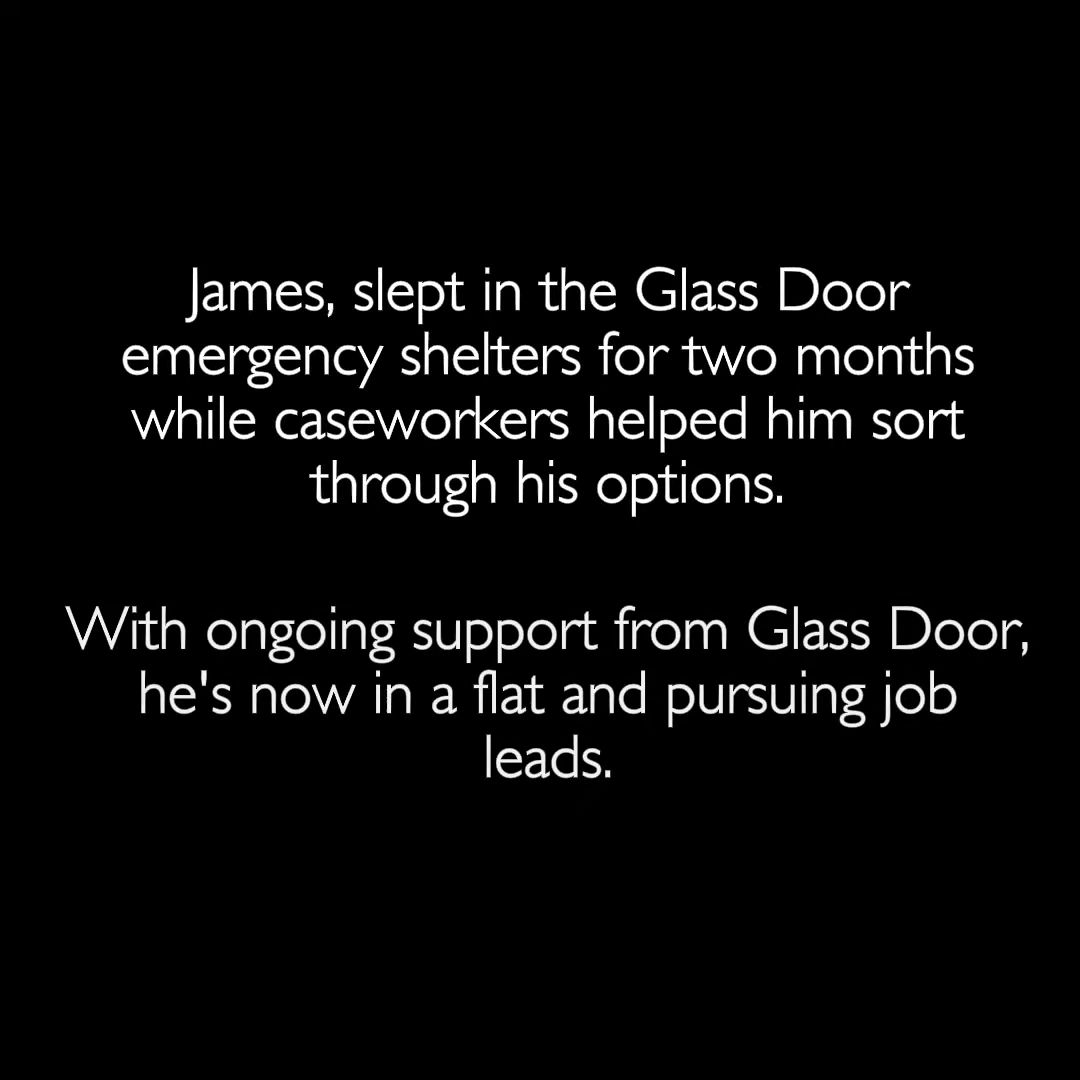 James, slept in the Glass Door
emergency shelters for two months
while caseworkers helped him sort
through his options.
With ongoing support from Glass Door,
he's now in a flat and pursuing job
leads.